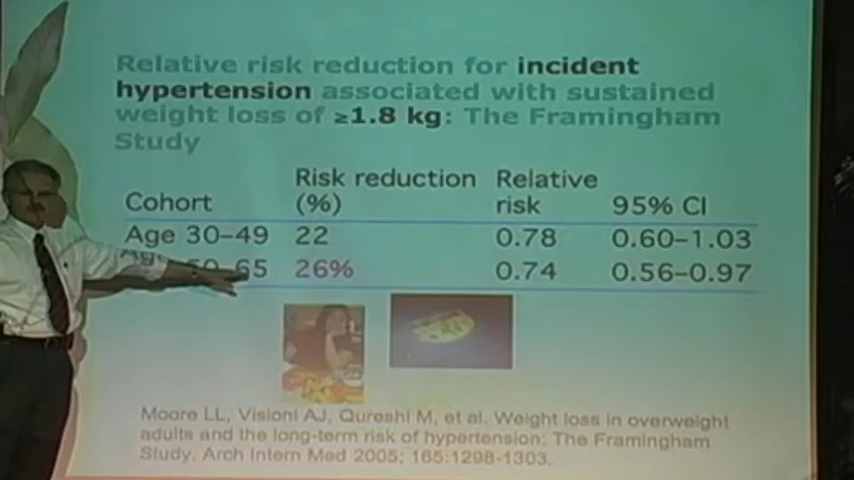 Relative risk reduction for incident
hypertension associated with sustained
weight loss of ≥1.8 kg: The Framingham
Study
Risk reduction Relative
Cohort (%) risk 95% CI
Age 30–49 22 0.78 0.60–1.03
Age 50–65 26% 0.74 0.56–0.97
Moore LL, Visioni AJ, Qureshi M, et al. Weight loss in overweight
adults and the long-term risk of hypertension: The Framingham
Study. Arch Intern Med 2005; 165:1298-1303.